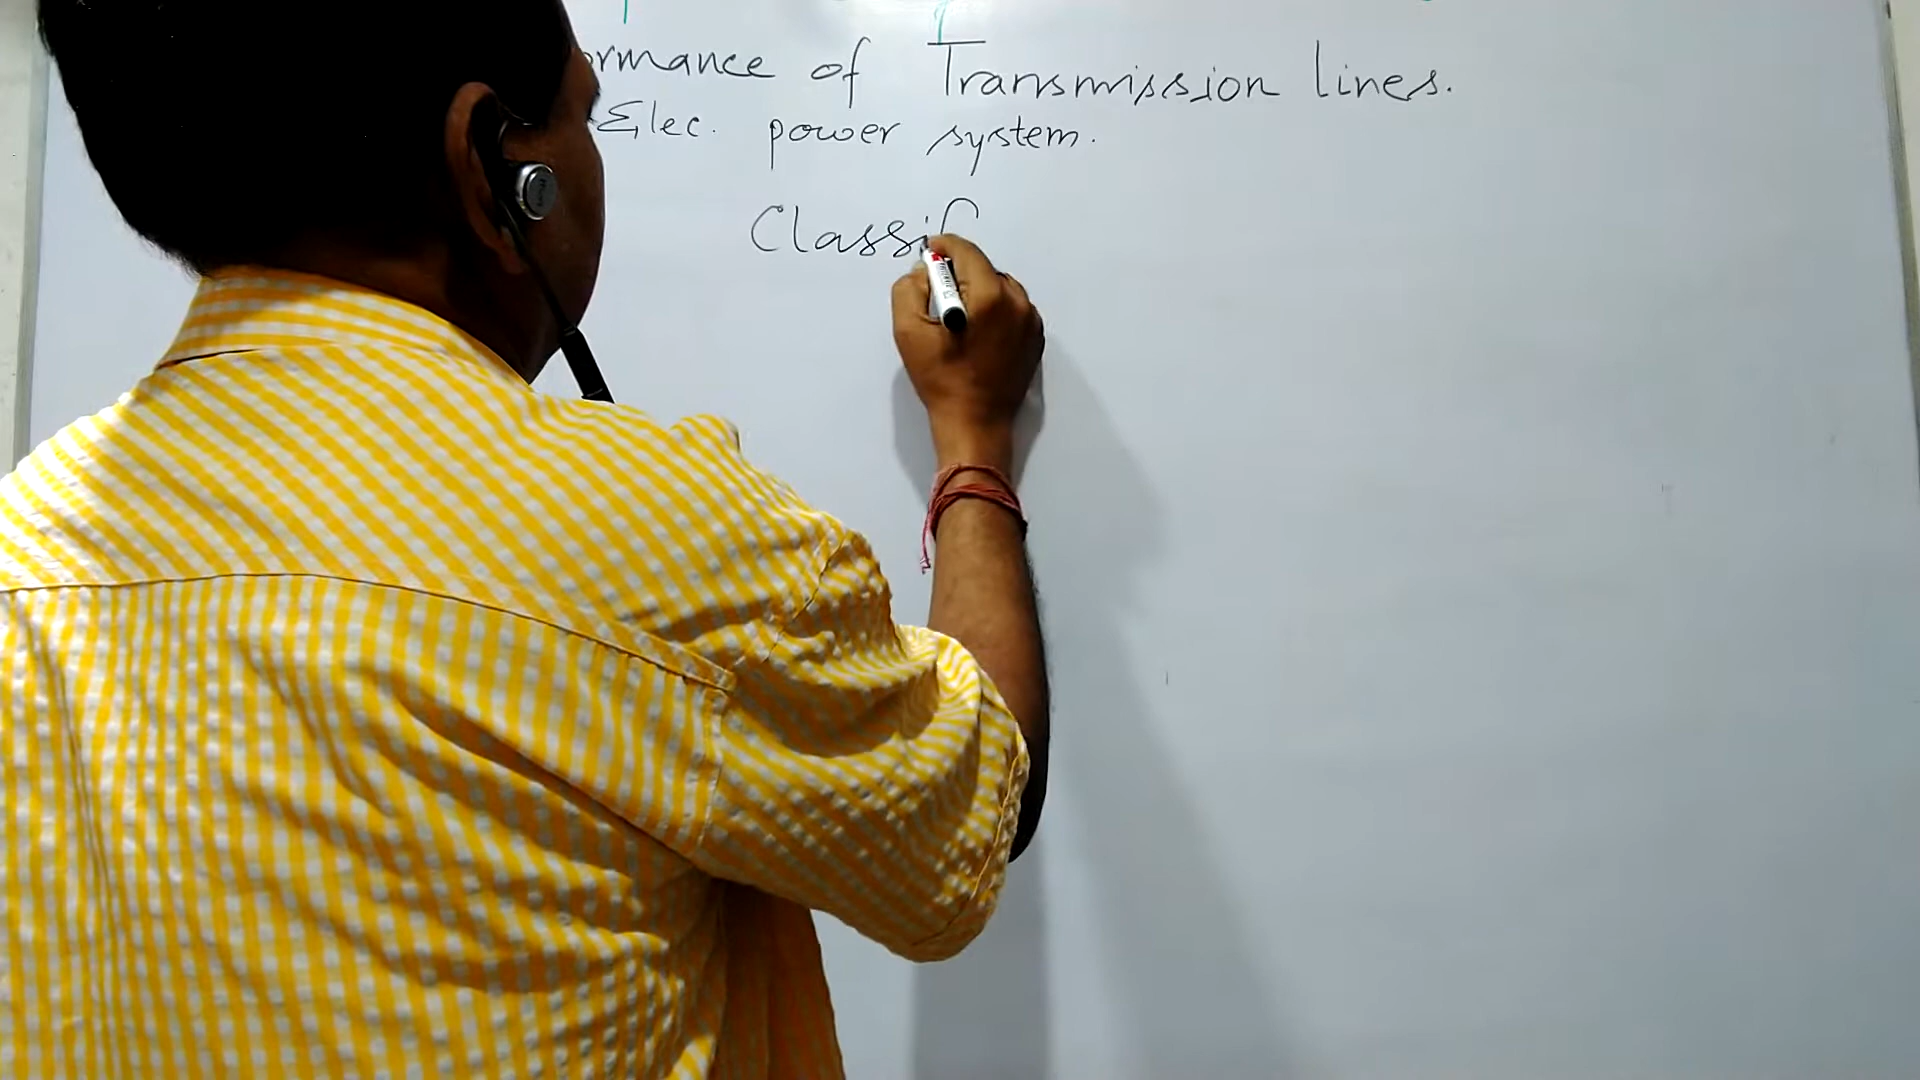 ormance of Transmission lines.
Elec. power system.
Classif